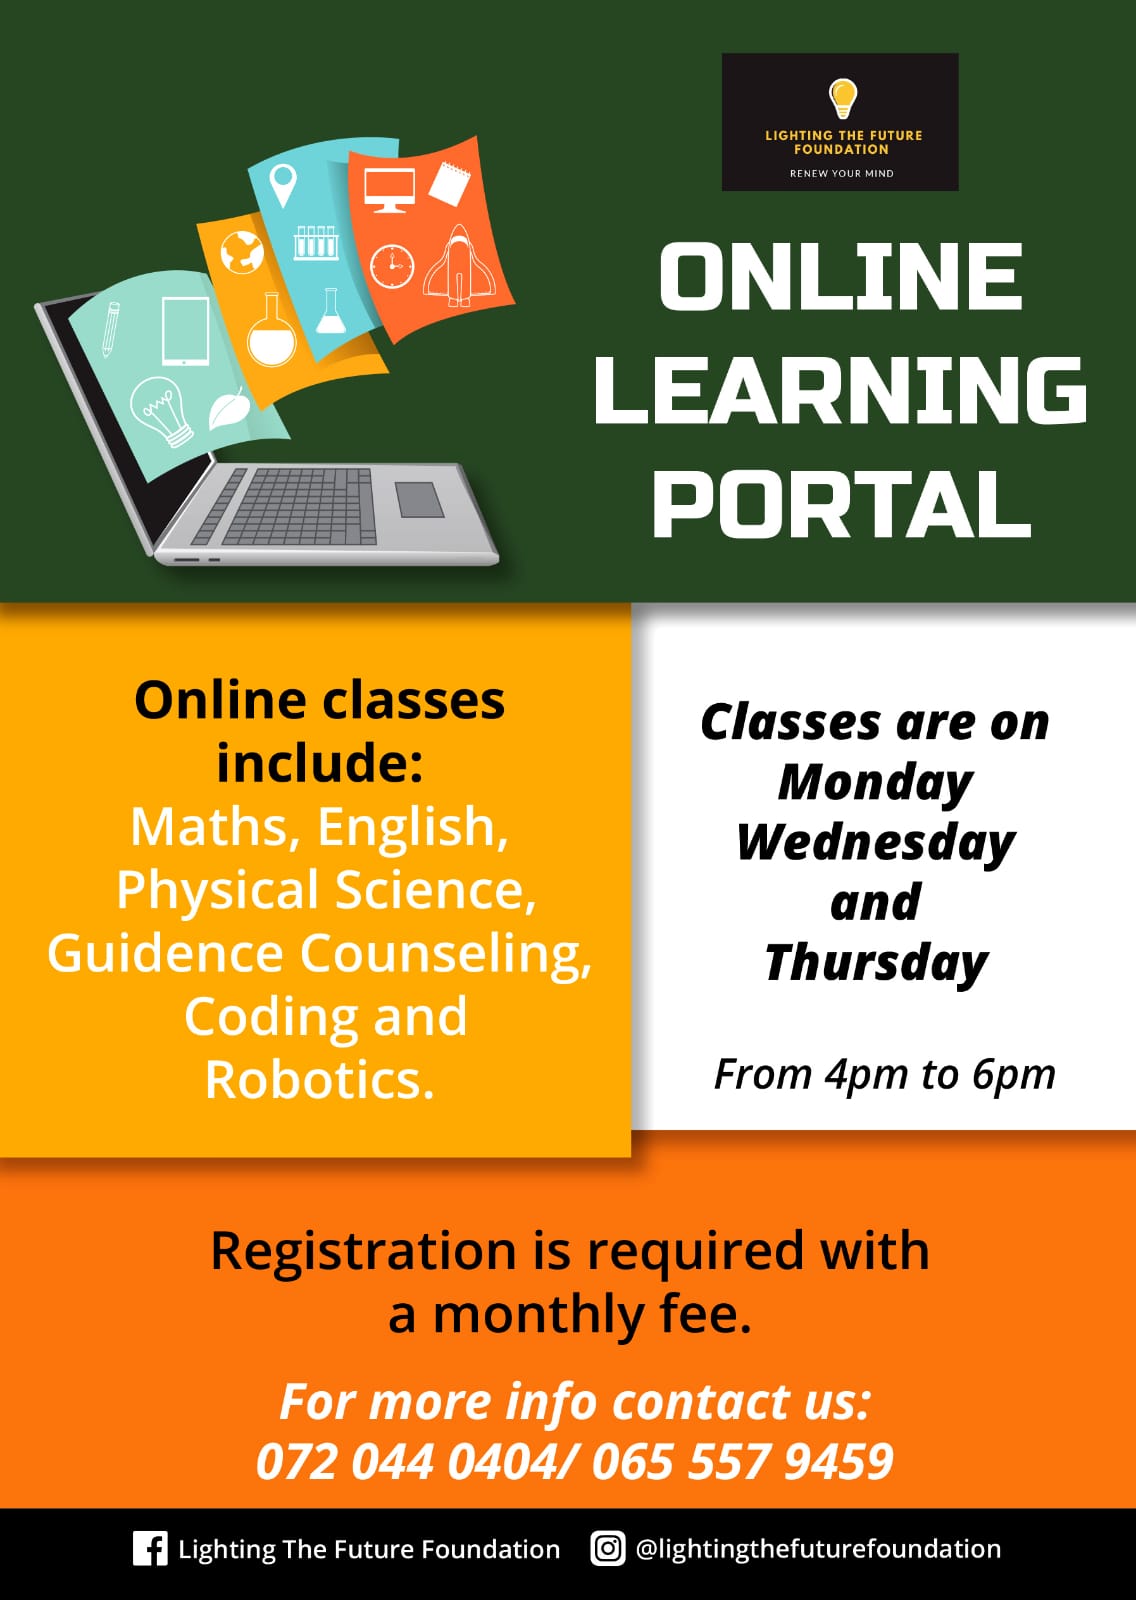 LIGHTING THE FUTURE
FOUNDATION
RENEW YOUR MIND
ONLINE
LEARNING
PORTAL
Online classes
include:
Maths, English,
Physical Science,
Guidence Counseling,
Coding and
Robotics.
Classes are on
Monday
Wednesday
and
Thursday
From 4pm to 6pm
Registration is required with
a monthly fee.
For more info contact us:
072 044 0404/ 065 557 9459
Lighting The Future Foundation
@lightingthefuturefoundation